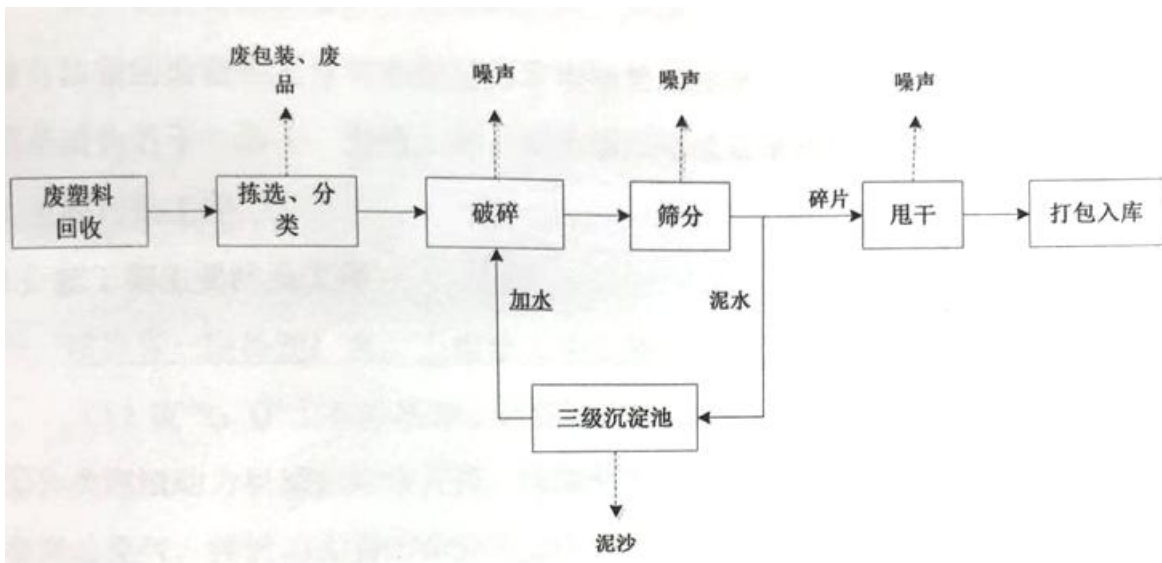 废包装、废
品
噪声
噪声
噪声
废塑料
回收
拣选、分
类
破碎
筛分
碎片
甩干
打包入库
加水
泥水
三级沉淀池
泥沙